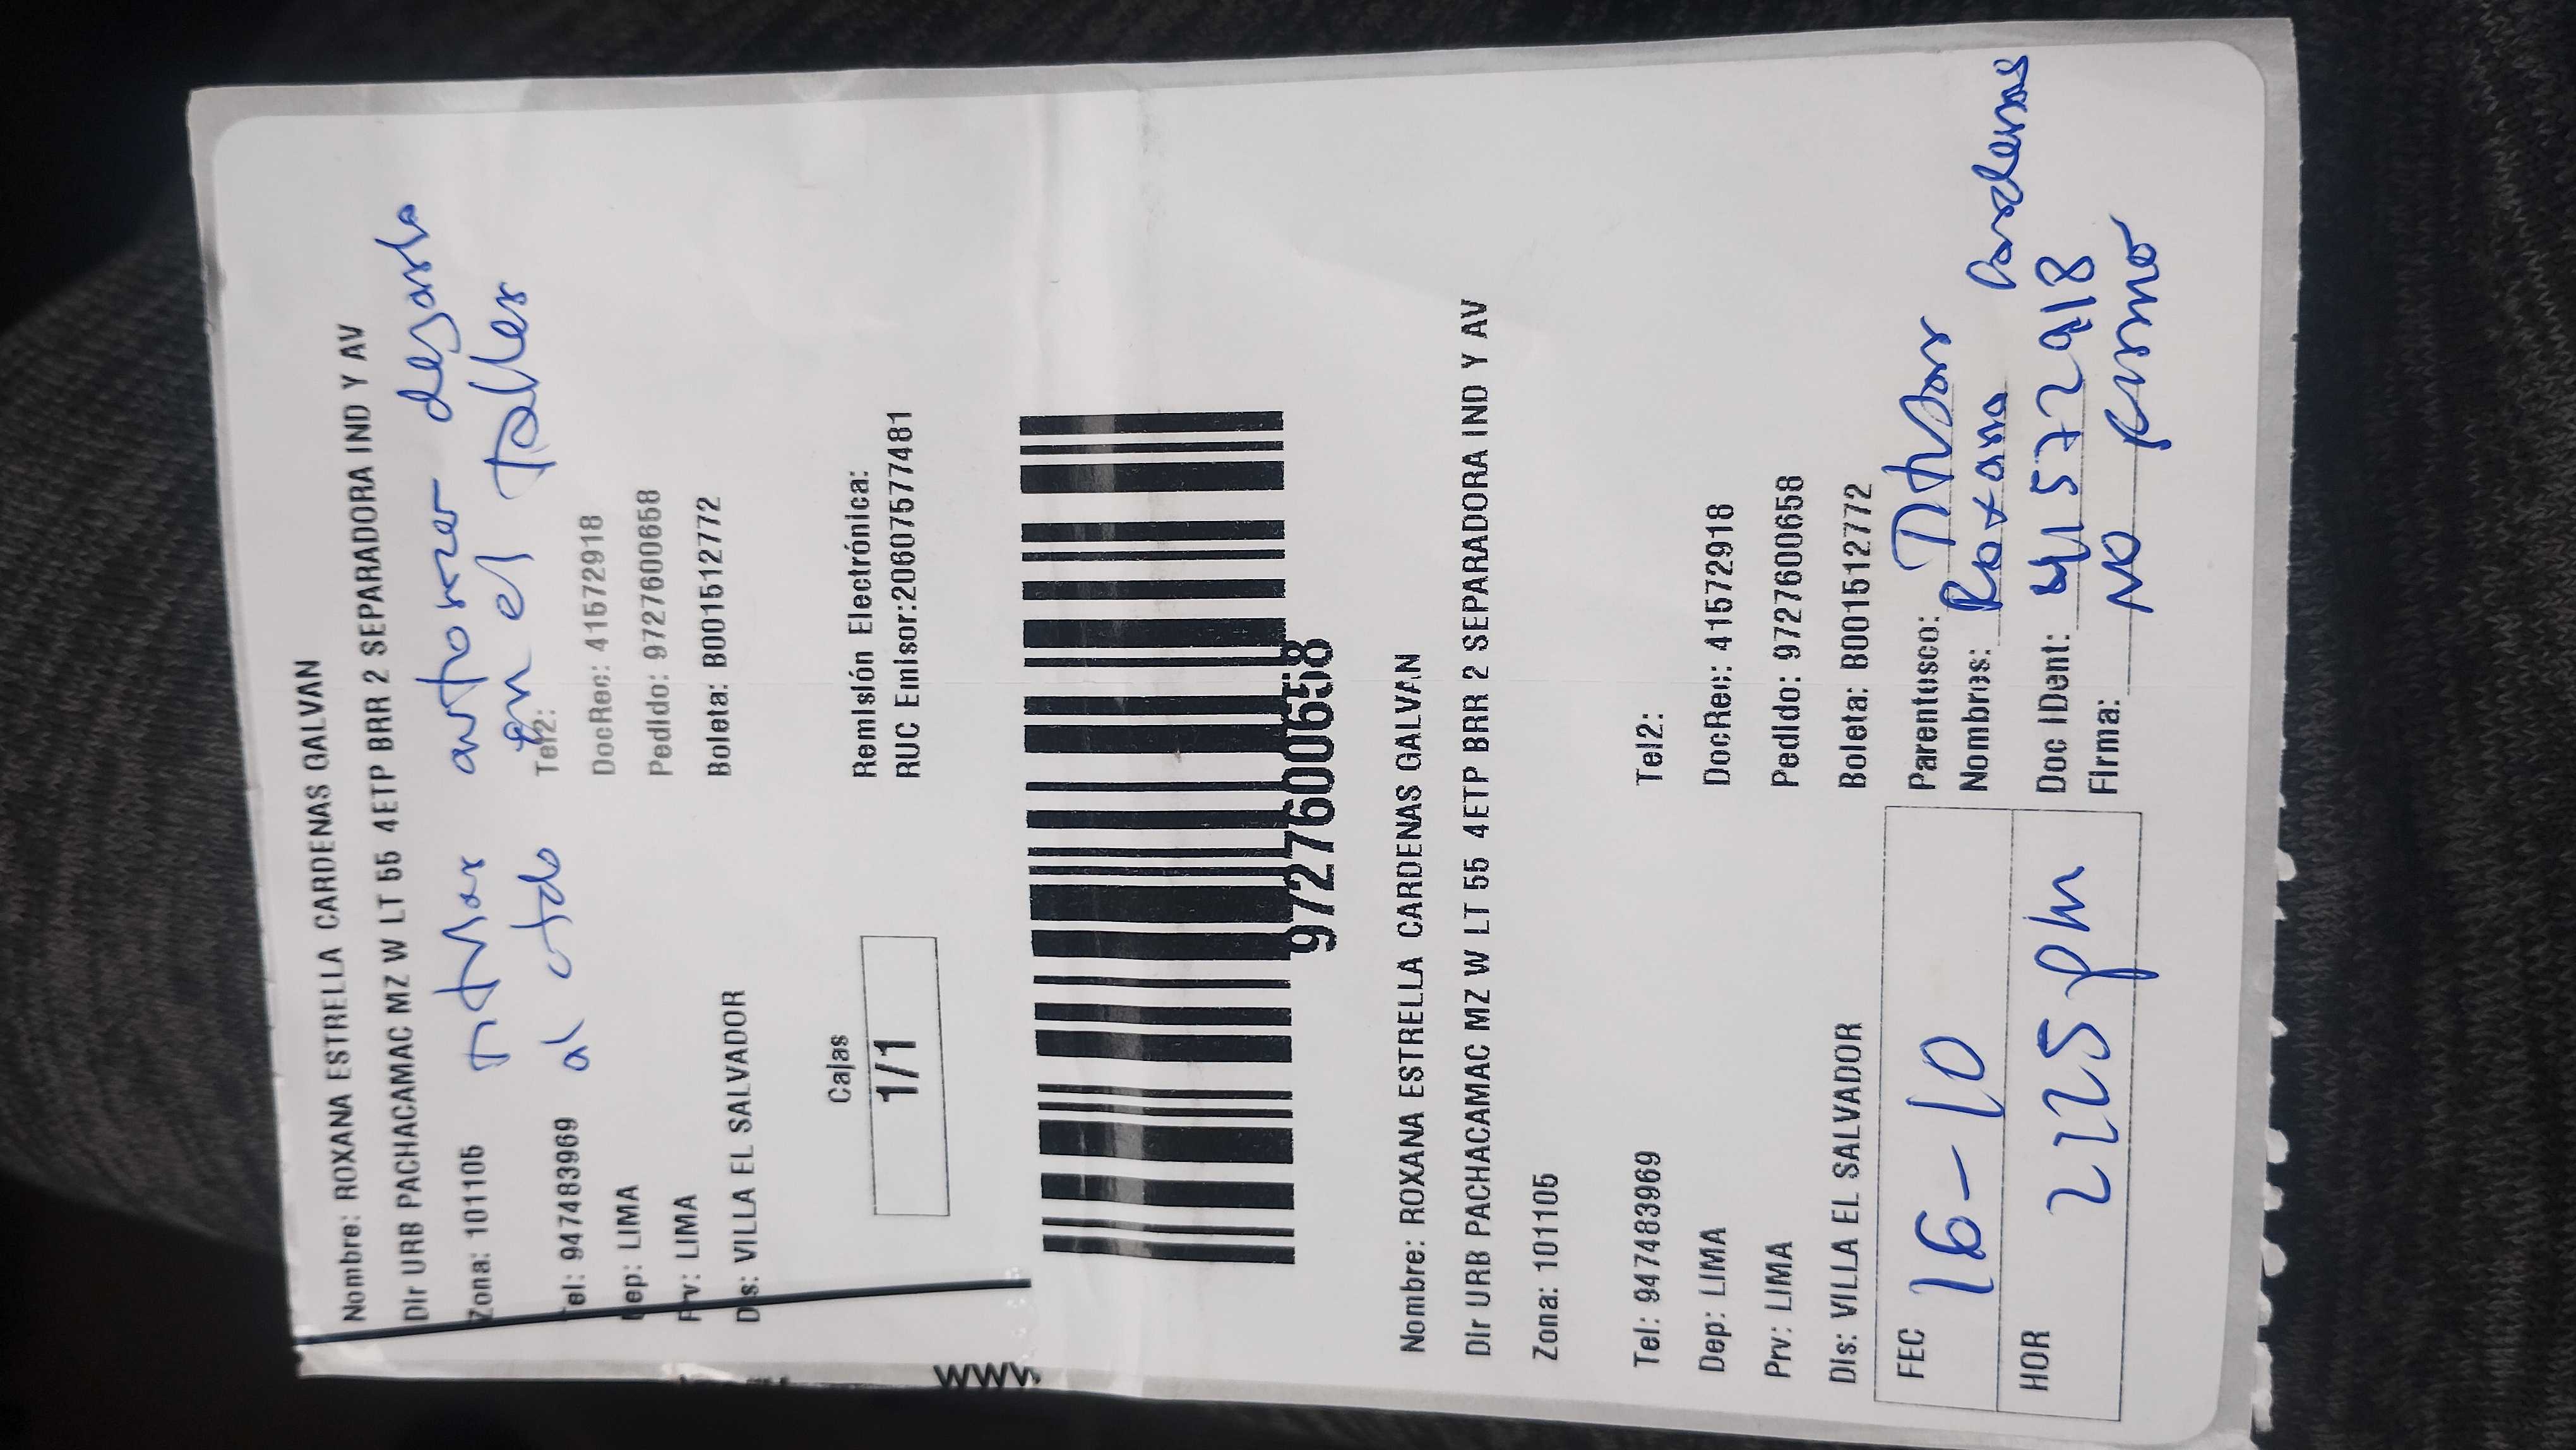 Nombre: ROXANA ESTRELLA CARDENAS GALVAN
Dir URB PACHACAMAC MZ W LT 55 4ETP BRR 2 SEPARADORA IND Y AV
Zona: 101105
titular autorizar dejarlo
al ctdo en el taller
Tel: 947483969 Tel2:
Dep: LIMA DocRec: 41572918
Prv: LIMA Pedido: 9727600658
Dis: VILLA EL SALVADOR Boleta: B001512772
Cajas
1/1
Remisión Electrónica:
RUC Emisor:20607577481
WWW
9727600658
Nombre: ROXANA ESTRELLA CARDENAS GALVAN
Dir URB PACHACAMAC MZ W LT 55 4ETP BRR 2 SEPARADORA IND Y AV
Zona: 101105
Tel: 947483969 Tel2:
Dep: LIMA DocRec: 41572918
Prv: LIMA Pedido: 9727600658
Dis: VILLA EL SALVADOR Boleta: B001512772
FEC 16-10
HOR 2:25 pm
Parentesco: Titular
Nombres: Roxana Cardenas
Doc IDent: 41572918
Firma: No firmo